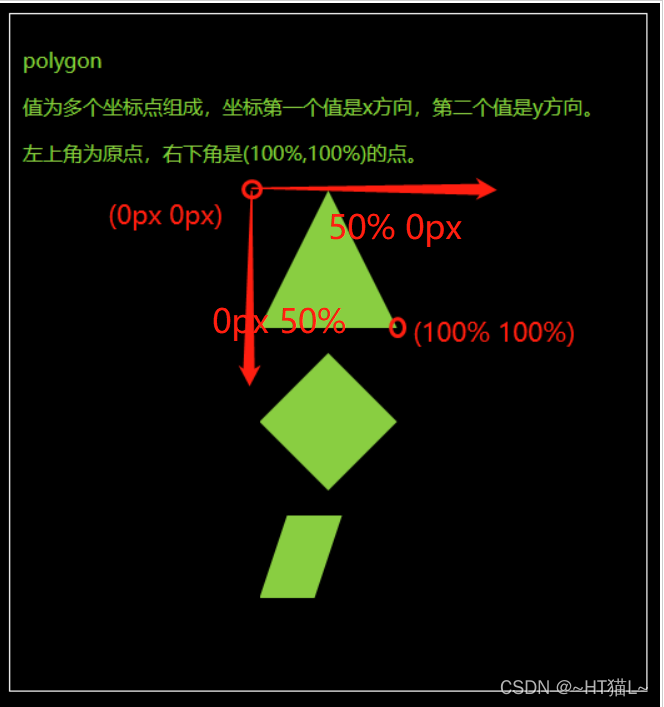 polygon
值为多个坐标点组成，坐标第一个值是x方向，第二个值是y方向。
左上角为原点，右下角是(100%,100%)的点。
(0px 0px)
50% 0px
0px 50%
(100% 100%)
CSDN @~HT猫L~